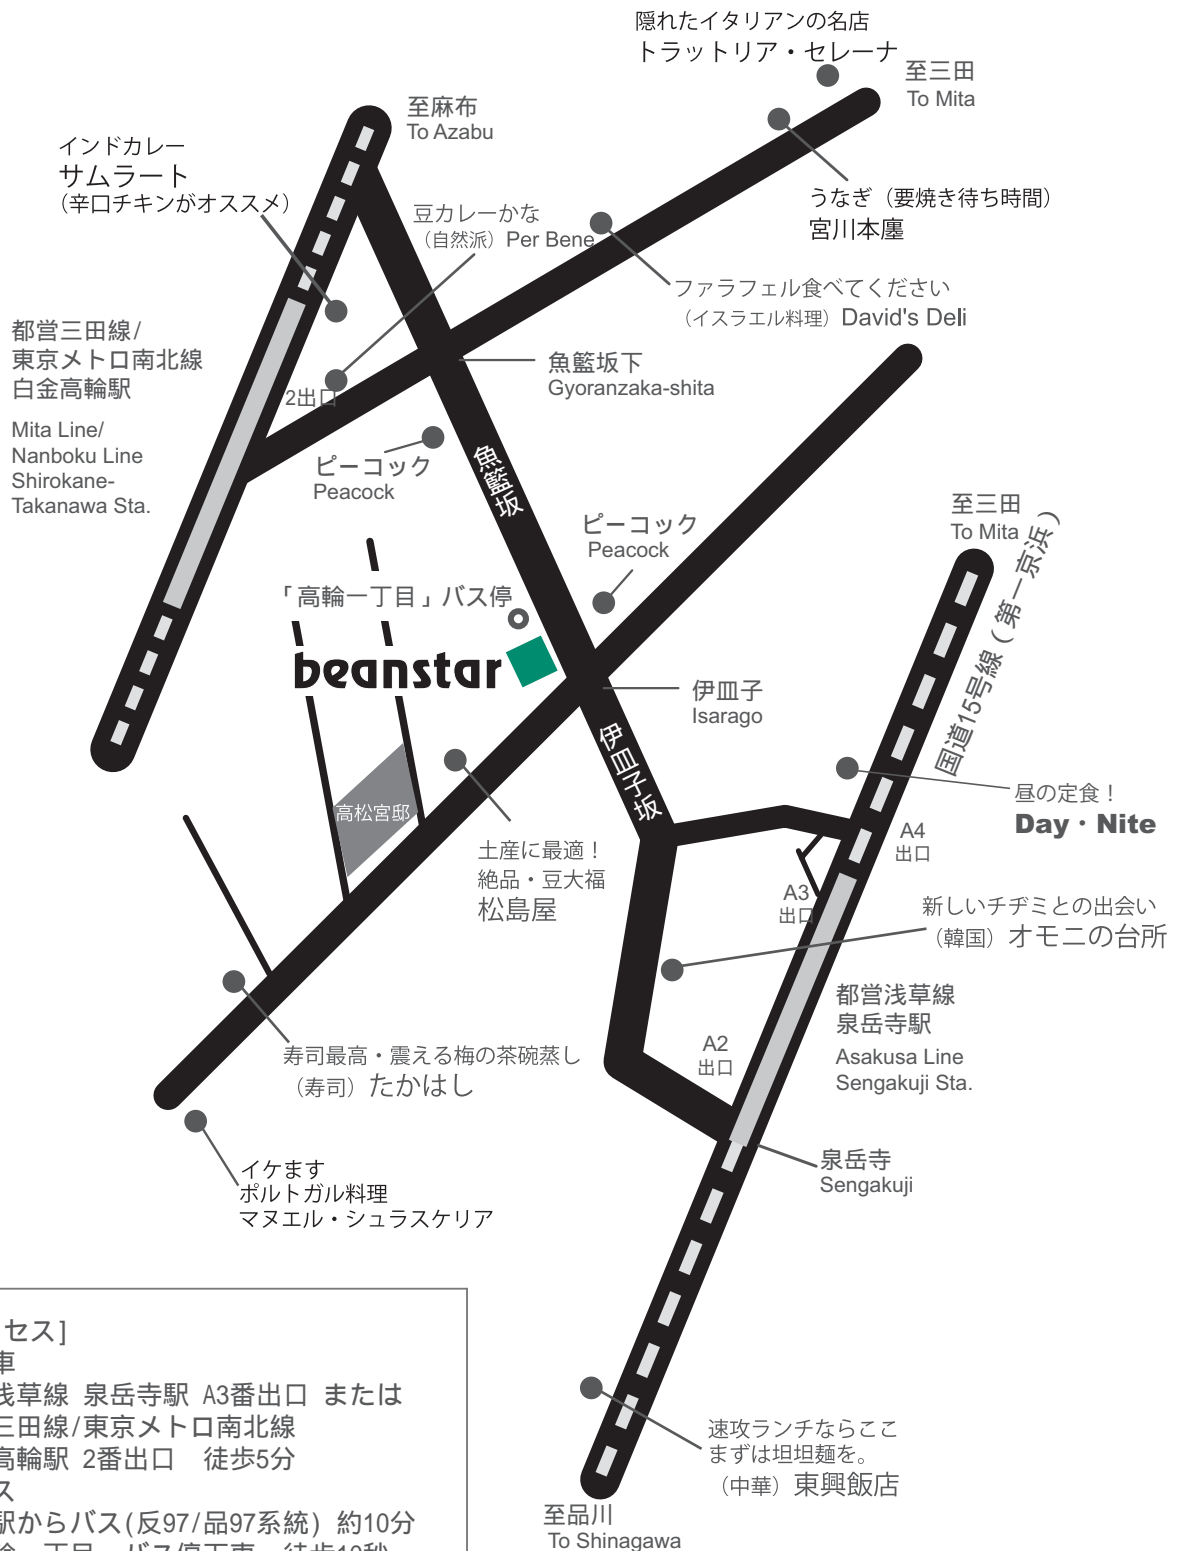 隠れたイタリアンの名店
トラットリア・セレーナ
至三田
To Mita
至麻布
To Azabu
インドカレー
サムラート
（辛口チキンがオススメ）
うなぎ（要焼き待ち時間）
宮川本廛
豆カレーかな
（自然派）Per Bene
ファラフェル食べてください
（イスラエル料理）David's Deli
都営三田線/
東京メトロ南北線
白金高輪駅
Mita Line/
Nanboku Line
Shirokane-
Takanawa Sta.
2出口
魚籃坂下
Gyoranzaka-shita
ピーコック
Peacock
魚籃坂
ピーコック
Peacock
至三田
To Mita
国道15号線（第一京浜）
「高輪一丁目」バス停
beanstar
伊皿子
Isarago
伊皿子坂
高松宮邸
昼の定食！
Day・Nite
A4
出口
土産に最適！
絶品・豆大福
松島屋
A3
出口
新しいチヂミとの出会い
（韓国）オモニの台所
都営浅草線
泉岳寺駅
Asakusa Line
Sengakuji Sta.
A2
出口
寿司最高・震える梅の茶碗蒸し
（寿司）たかはし
泉岳寺
Sengakuji
イケます
ポルトガル料理
マヌエル・シュラスケリア
セス]
車
浅草線 泉岳寺駅 A3番出口 または
三田線/東京メトロ南北線
高輪駅 2番出口　徒歩5分
ス
駅からバス(反97/品97系統) 約10分
速攻ランチならここ
まずは坦坦麺を。
（中華）東興飯店
至品川
To Shinagawa